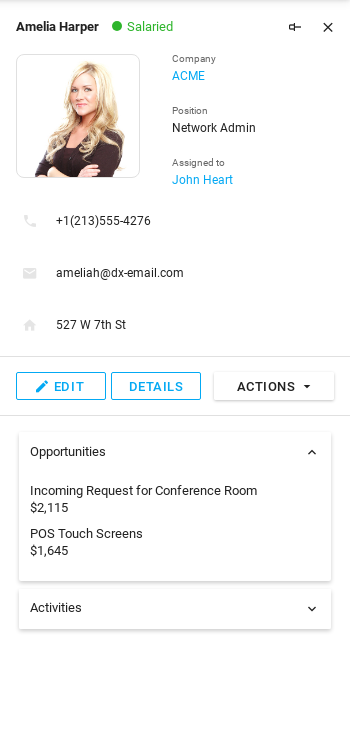 Amelia Harper Salaried
Company
ACME
Position
Network Admin
Assigned to
John Heart
+1(213)555-4276
ameliah@dx-email.com
527 W 7th St
EDIT DETAILS ACTIONS
Opportunities
Incoming Request for Conference Room
$2,115
POS Touch Screens
$1,645
Activities